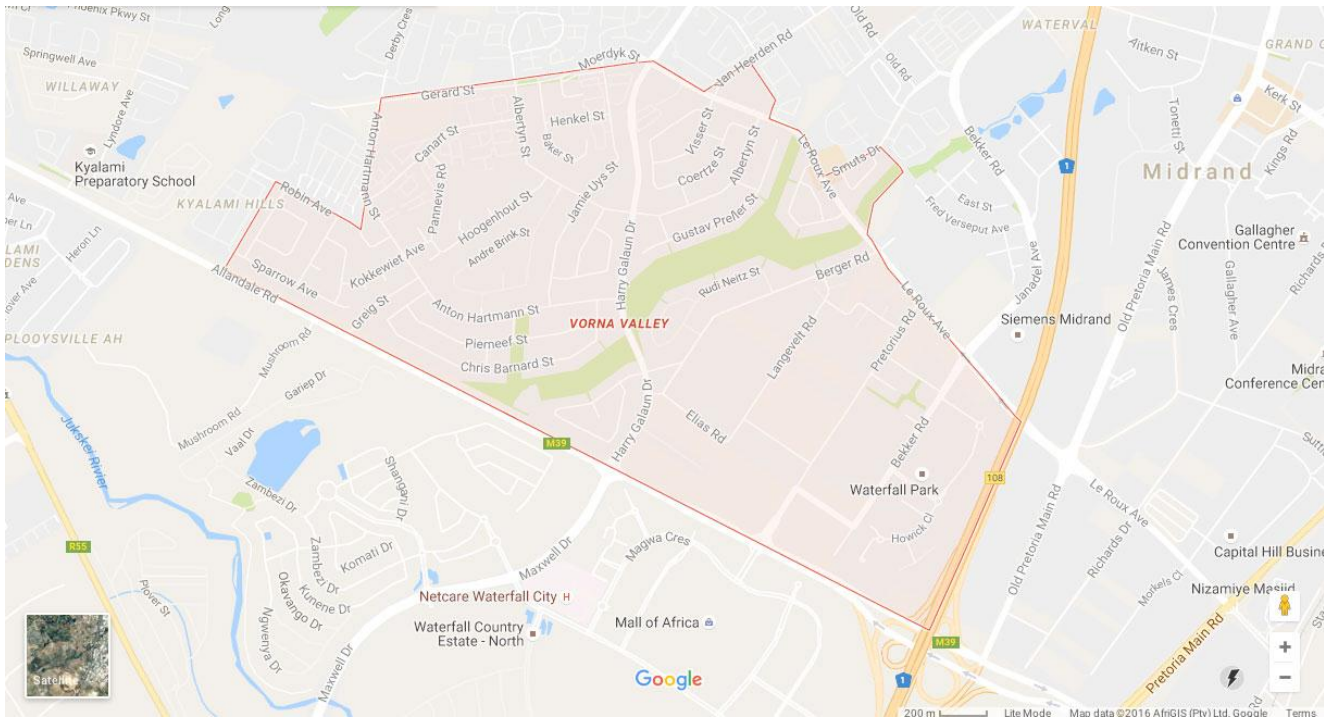 Phoenix Pkwy St
Long
Derby Cres
Springwell Ave
WILLAWAY
Lyndore Ave
Kyalami
Preparatory School
KYALAMI HILLS
Robin Ave
Anton Hartmann St
Gerard St
Moerdyk St
Van Heerden Rd
Old Rd
Old Rd
WATERVAL
Aitken St
GRAND
Kerk St
Kings Rd
Tonetti St
Midrand
1
Bekker Rd
Smuts Dr
Le Roux Ave
Albertyn St
Henkel St
Baker St
Canart St
Pannevis Rd
Visser St
Coertze St
Albertyn St
Jamie Uys St
Hoogenhout St
Andre Brink St
Gustav Preller St
Kokkewiet Ave
Sparrow Ave
Allandale Rd
Greig St
Anton Hartmann St
Harry Galaun Dr
Rudi Neitz St
Berger Rd
East St
Fred Verseput Ave
Janadel Ave
Gallagher
Convention Centre
Richards
James Cres
Gallagher Ave
Old Pretoria Main Rd
Le Roux Ave
VORNA VALLEY
Siemens Midrand
Pierneef St
Chris Barnard St
Langevelt Rd
Pretorius Rd
Heron Ln
Ave
PLOOYSVILLE AH
Mushroom Rd
Gariep Dr
Mushroom Rd
Vaal Dr
Jukskei Rivier
Zambezi Dr
Shangani Dr
M39
Harry Galaun Dr
Elias Rd
Bekker Rd
Waterfall Park
108
Howick Cl
Midra
Conference Cen
Le Roux Ave
Old Pretoria Main Rd
Richards Dr
Morkels Cl
Capital Hill Busine
Nizamiye Masjid
R55
Plover St
Zambezi Dr
Komati Dr
Kunene Dr
Okavango Dr
Ngwenya Dr
Maxwell Dr
Maxwell Dr
Magwa Cres
Netcare Waterfall City
H
Mall of Africa
Waterfall Country
Estate - North
M39
1
Pretoria Main Rd
Satellite
Google
200 m
Lite Mode
Map data ©2016 AfriGIS (Pty) Ltd, Google
Terms